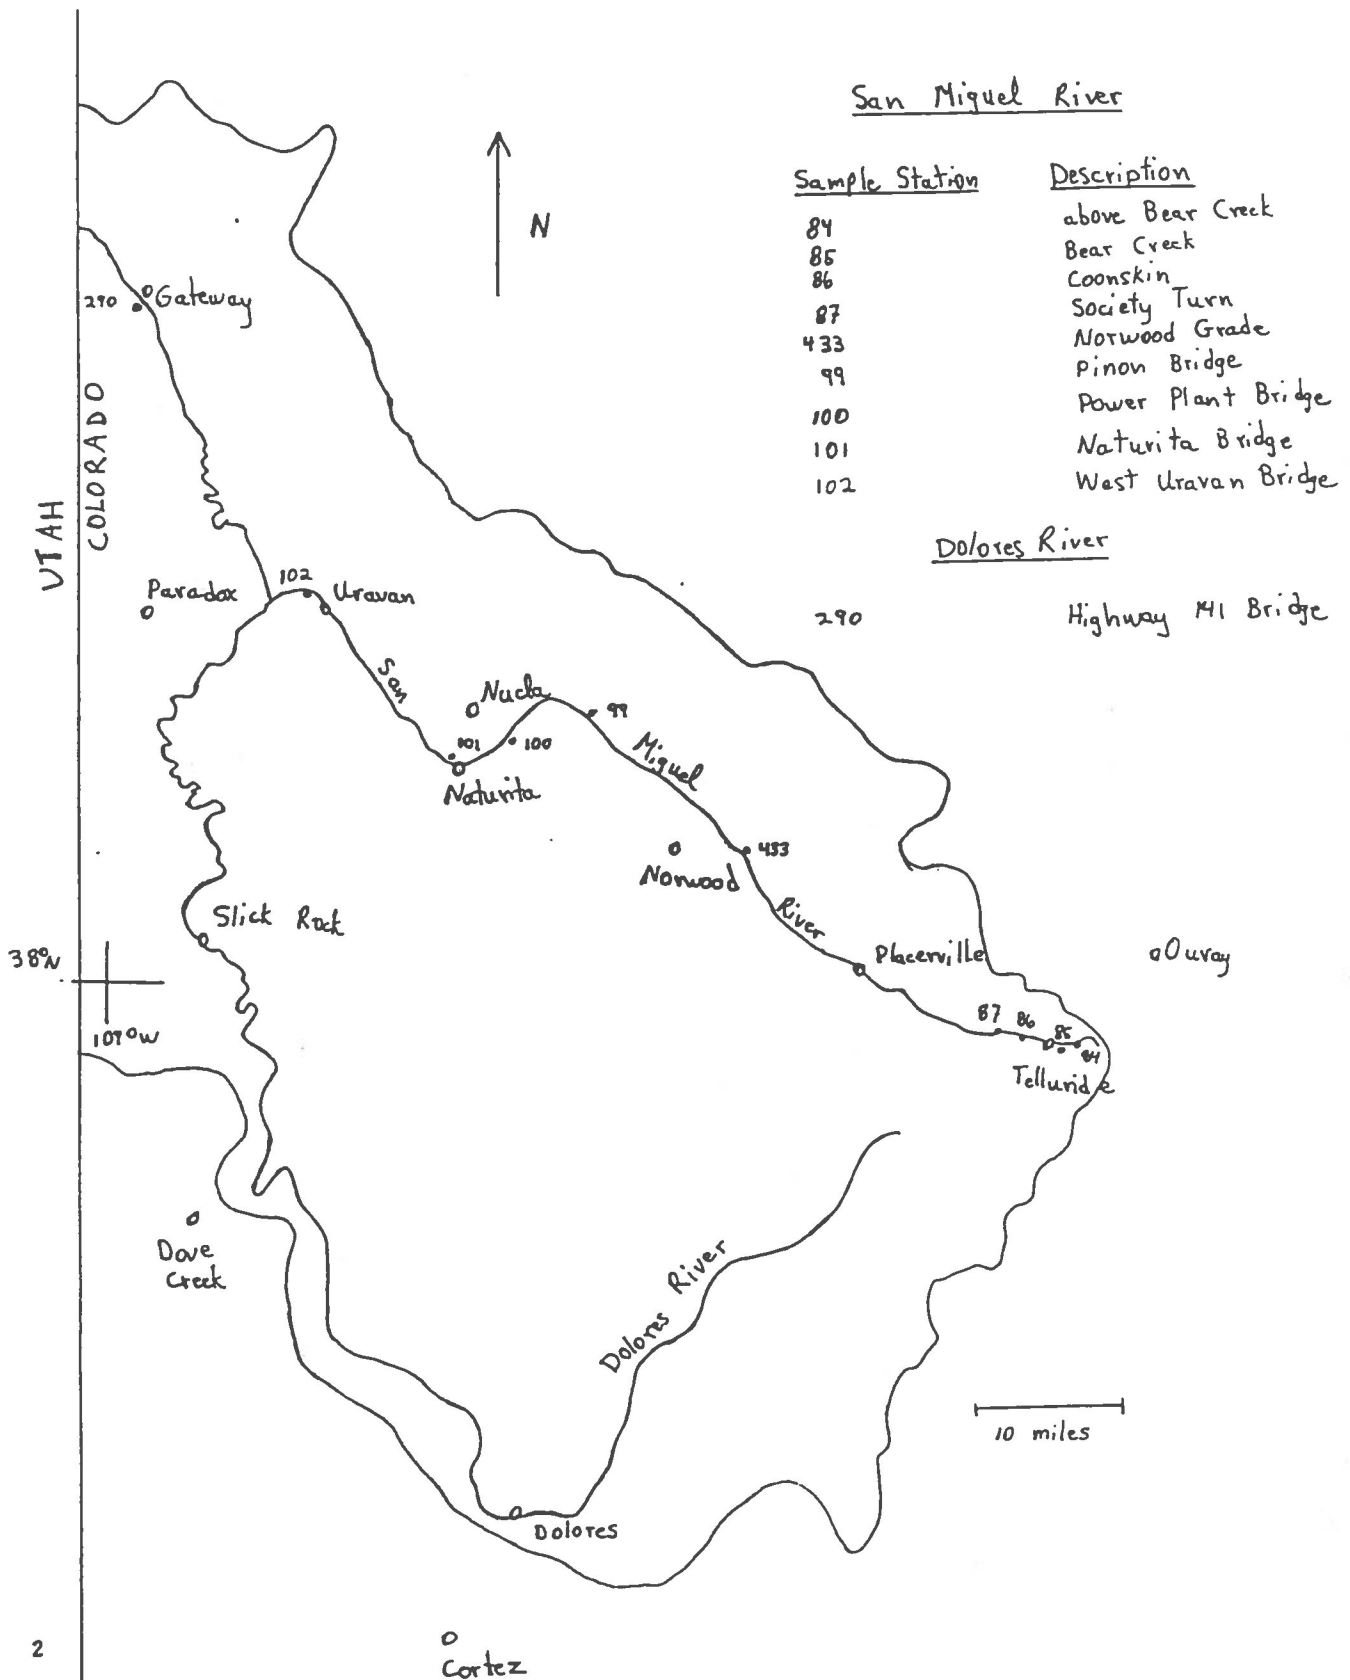 San Miguel River
Sample Station Description
84 above Bear Creek
85 Bear Creek
86 Coonskin
87 Society Turn
433 Norwood Grade
99 Pinon Bridge
100 Power Plant Bridge
101 Naturita Bridge
102 West Uravan Bridge
Dolores River
290 Highway 141 Bridge
N
290 Gateway
UTAH
COLORADO
Paradox
102
Uravan
San
Nucla
99
101
100
Miguel
Naturita
433
Norwood
River
Slick Rock
Placerville
Ouray
38°N
109°W
87
86
85
84
Telluride
Dove
Creek
Dolores River
10 miles
Dolores
2
Cortez